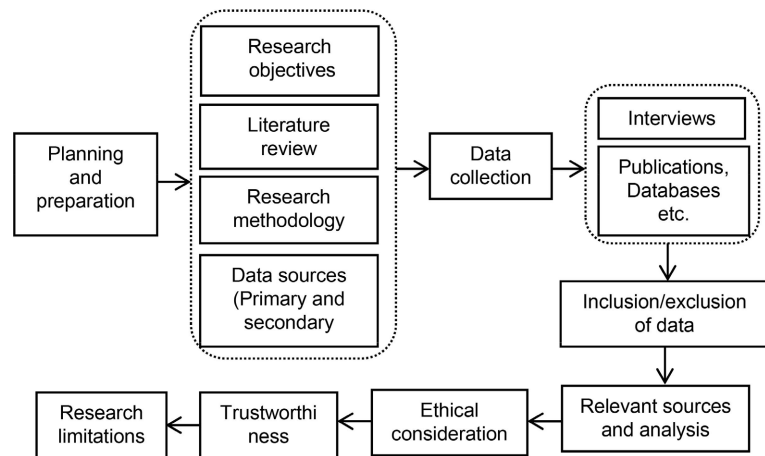 Planning
and
preparation
Research
objectives
Literature
review
Research
methodology
Data sources
(Primary and
secondary
Data
collection
Interviews
Publications,
Databases
etc.
Inclusion/exclusion
of data
Relevant sources
and analysis
Ethical
consideration
Trustworthi
ness
Research
limitations